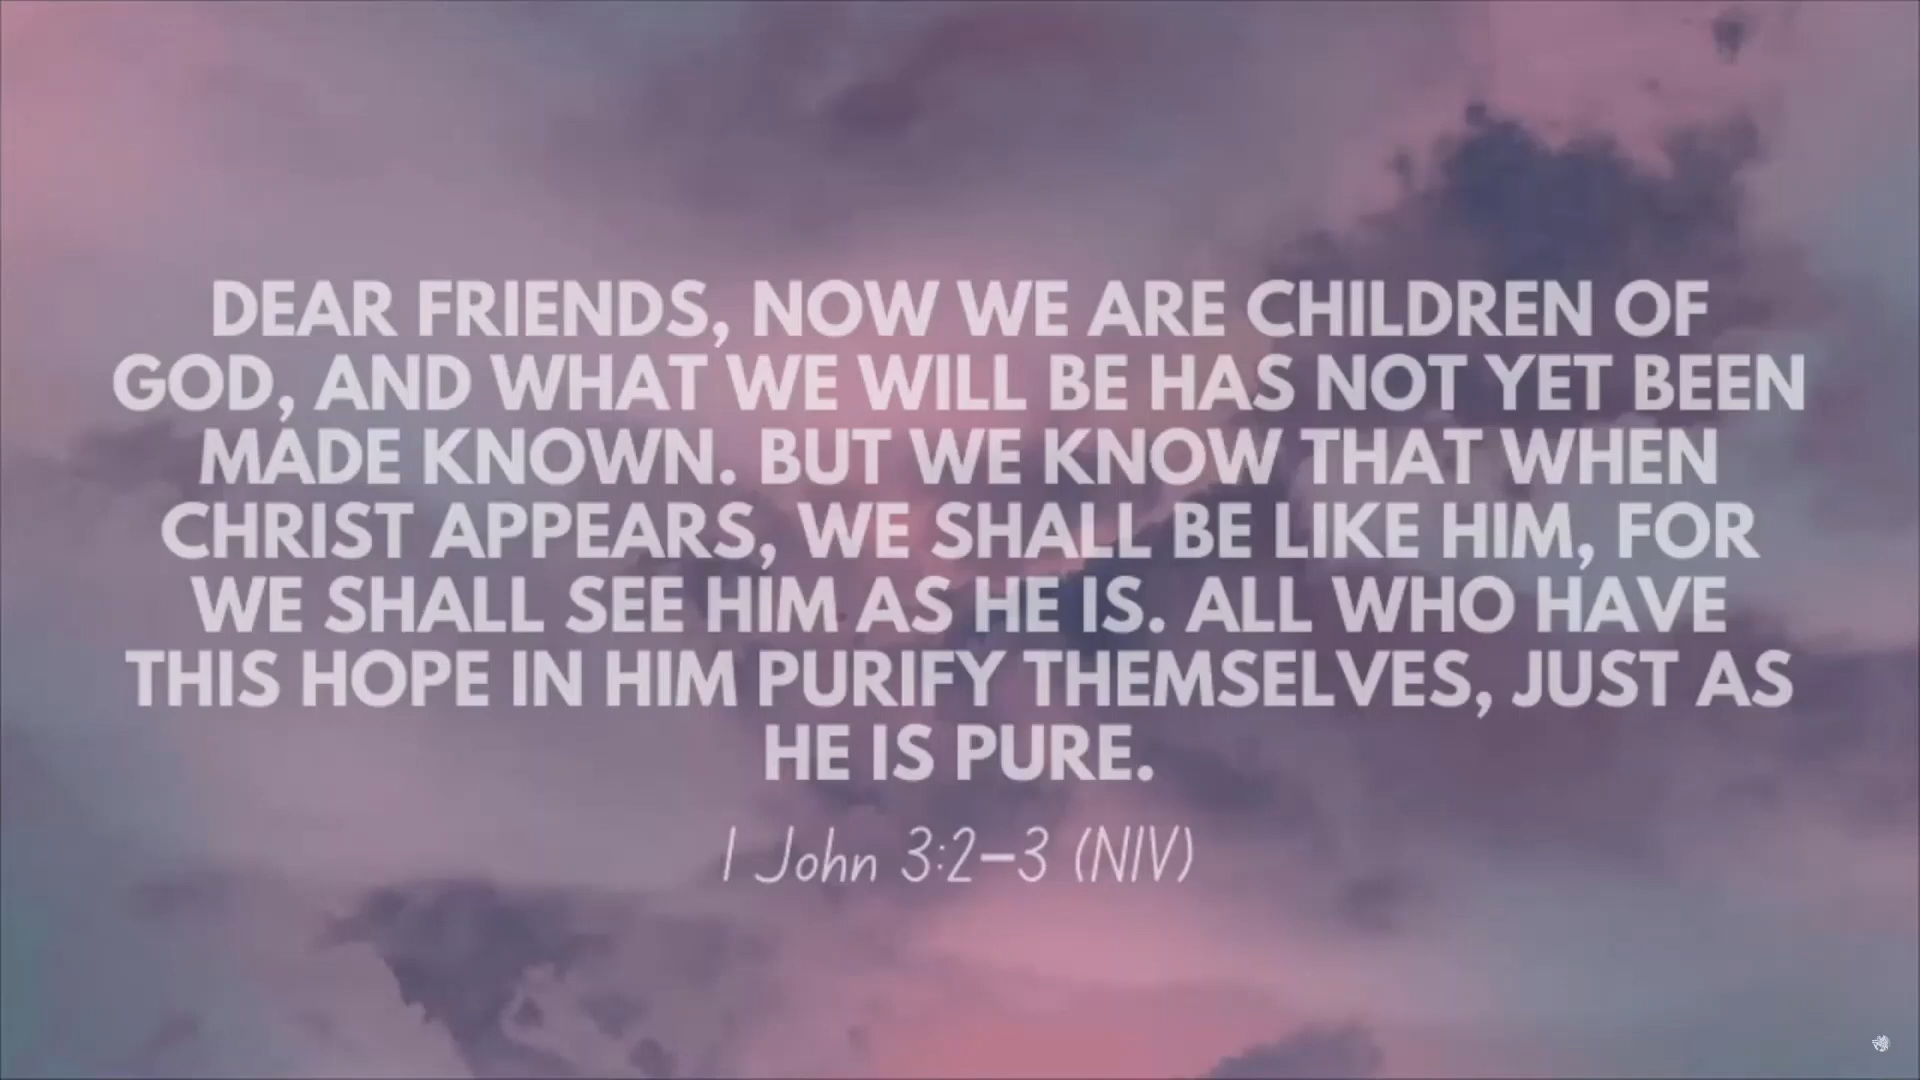 DEAR FRIENDS, NOW WE ARE CHILDREN OF
GOD, AND WHAT WE WILL BE HAS NOT YET BEEN
MADE KNOWN. BUT WE KNOW THAT WHEN
CHRIST APPEARS, WE SHALL BE LIKE HIM, FOR
WE SHALL SEE HIM AS HE IS. ALL WHO HAVE
THIS HOPE IN HIM PURIFY THEMSELVES, JUST AS
HE IS PURE.
1 John 3:2–3 (NIV)